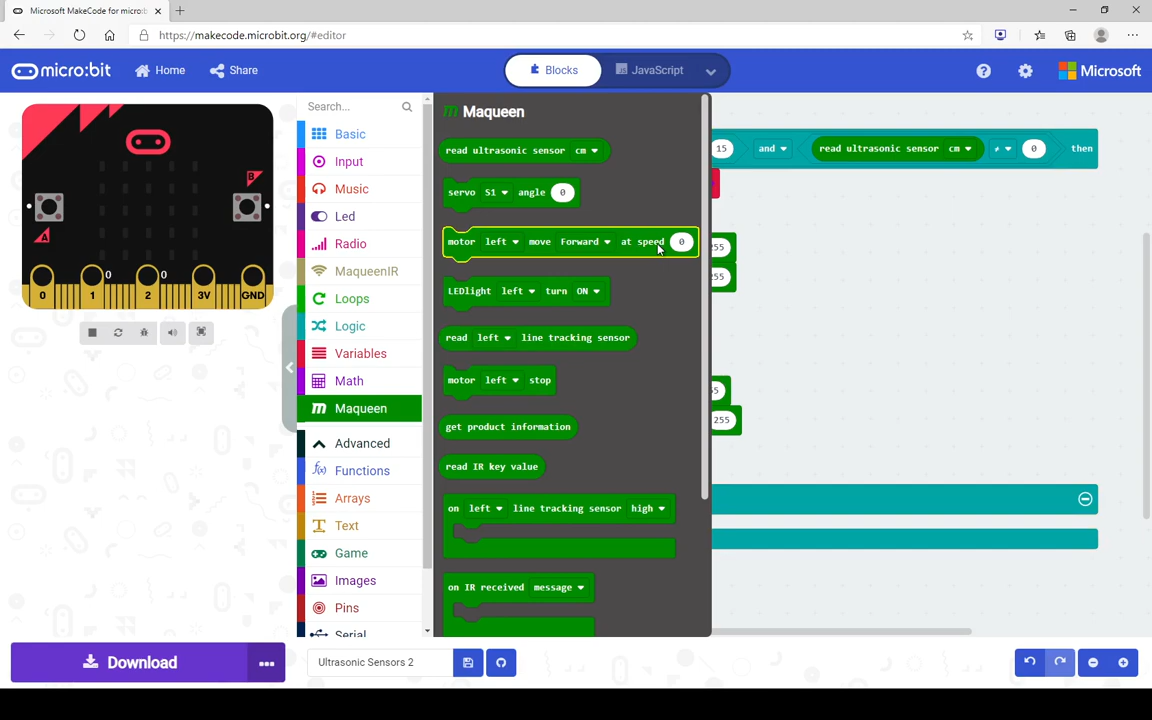 Microsoft MakeCode for micro:b
https://makecode.microbit.org/#editor
micro:bit
Home
Share
Blocks
JavaScript
Microsoft
Search...
Basic
Input
Music
Led
Radio
MaqueenIR
Loops
Logic
Variables
Math
Maqueen
Advanced
Functions
Arrays
Text
Game
Images
Pins
Serial
B
A
0
0
0 1 2 3V GND
Maqueen
read ultrasonic sensor cm
servo S1 angle 0
motor left move Forward at speed 0
LEDlight left turn ON
read left line tracking sensor
motor left stop
get product information
read IR key value
on left line tracking sensor high
on IR received message
15 and read ultrasonic sensor cm ≠ 0 then
255
255
255
Download
Ultrasonic Sensors 2